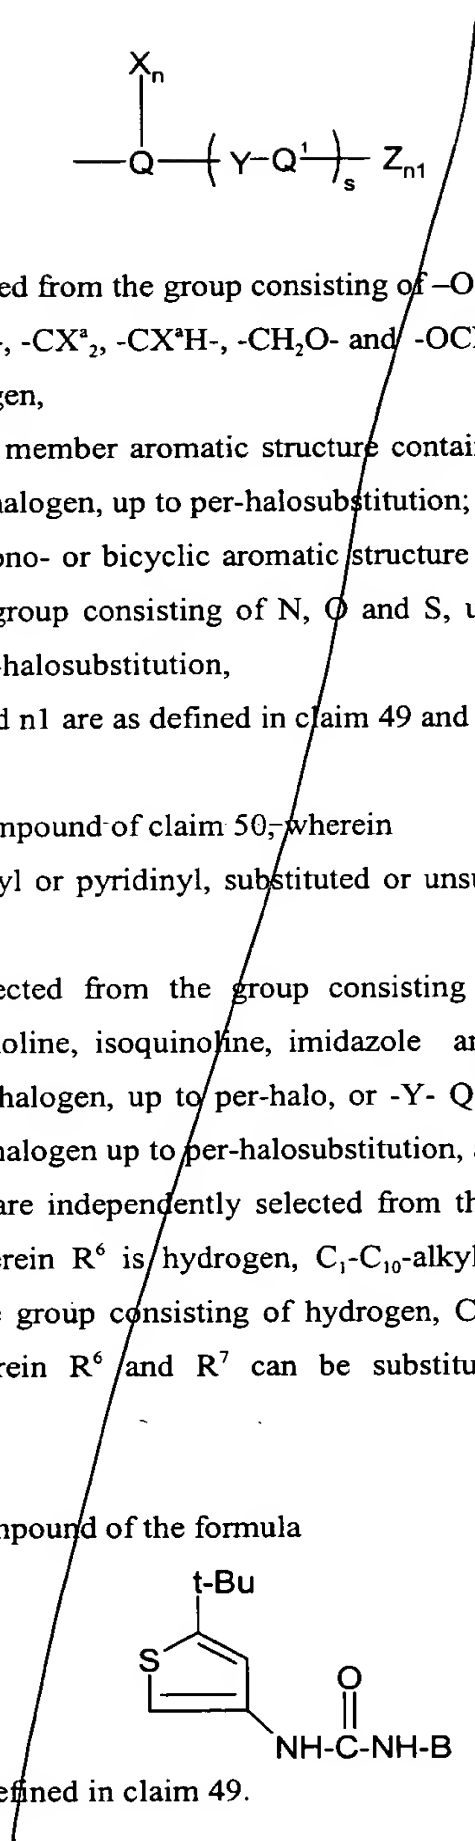 Xn
Q-(Y-Q¹)s Zn1
ed from the group consisting of –O
-, -CXᵃ₂, -CXᵃH-, -CH₂O- and -OC
gen,
member aromatic structure contai
halogen, up to per-halosubstitution;
ono- or bicyclic aromatic structure
group consisting of N, O and S, u
-halosubstitution,
d n1 are as defined in claim 49 and
mpound of claim 50, wherein
yl or pyridinyl, substituted or unsu
ected from the group consisting
oline, isoquinoline, imidazole an
halogen, up to per-halo, or -Y- Q
halogen up to per-halosubstitution,
are independently selected from th
erein R⁶ is hydrogen, C₁-C₁₀-alkyl
e group consisting of hydrogen, C
rein R⁶ and R⁷ can be substitu
mpound of the formula
t-Bu
S
O
NH-C-NH-B
efined in claim 49.